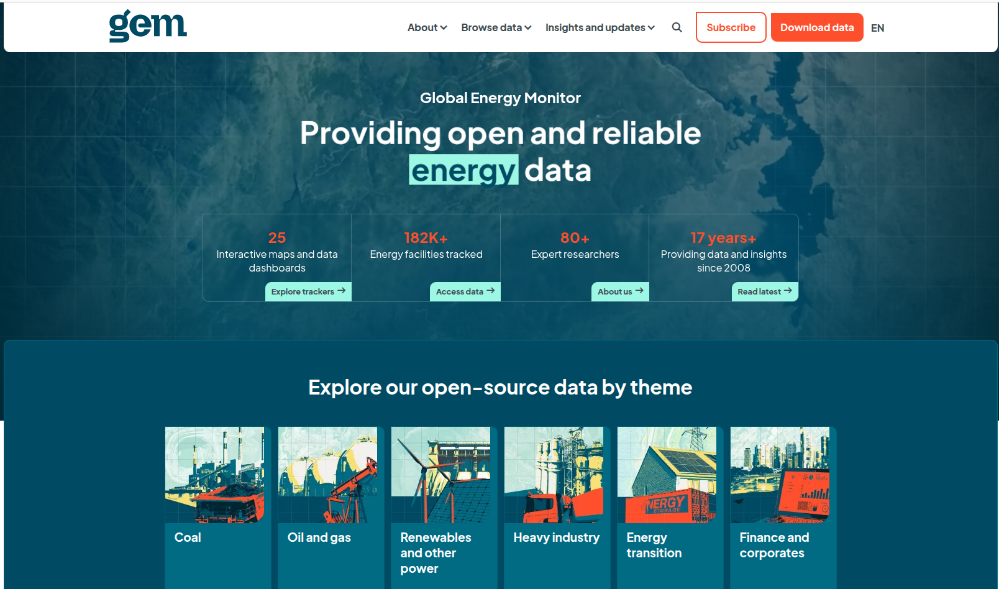 gem
About
Browse data
Insights and updates
Subscribe
Download data
EN
Global Energy Monitor
Providing open and reliable
energy data
25
Interactive maps and data
dashboards
Explore trackers →
182K+
Energy facilities tracked
Access data →
80+
Expert researchers
About us →
17 years+
Providing data and insights
since 2008
Read latest →
Explore our open-source data by theme
ENERGY
STORAGE
Coal
Oil and gas
Renewables
and other
power
Heavy industry
Energy
transition
Finance and
corporates